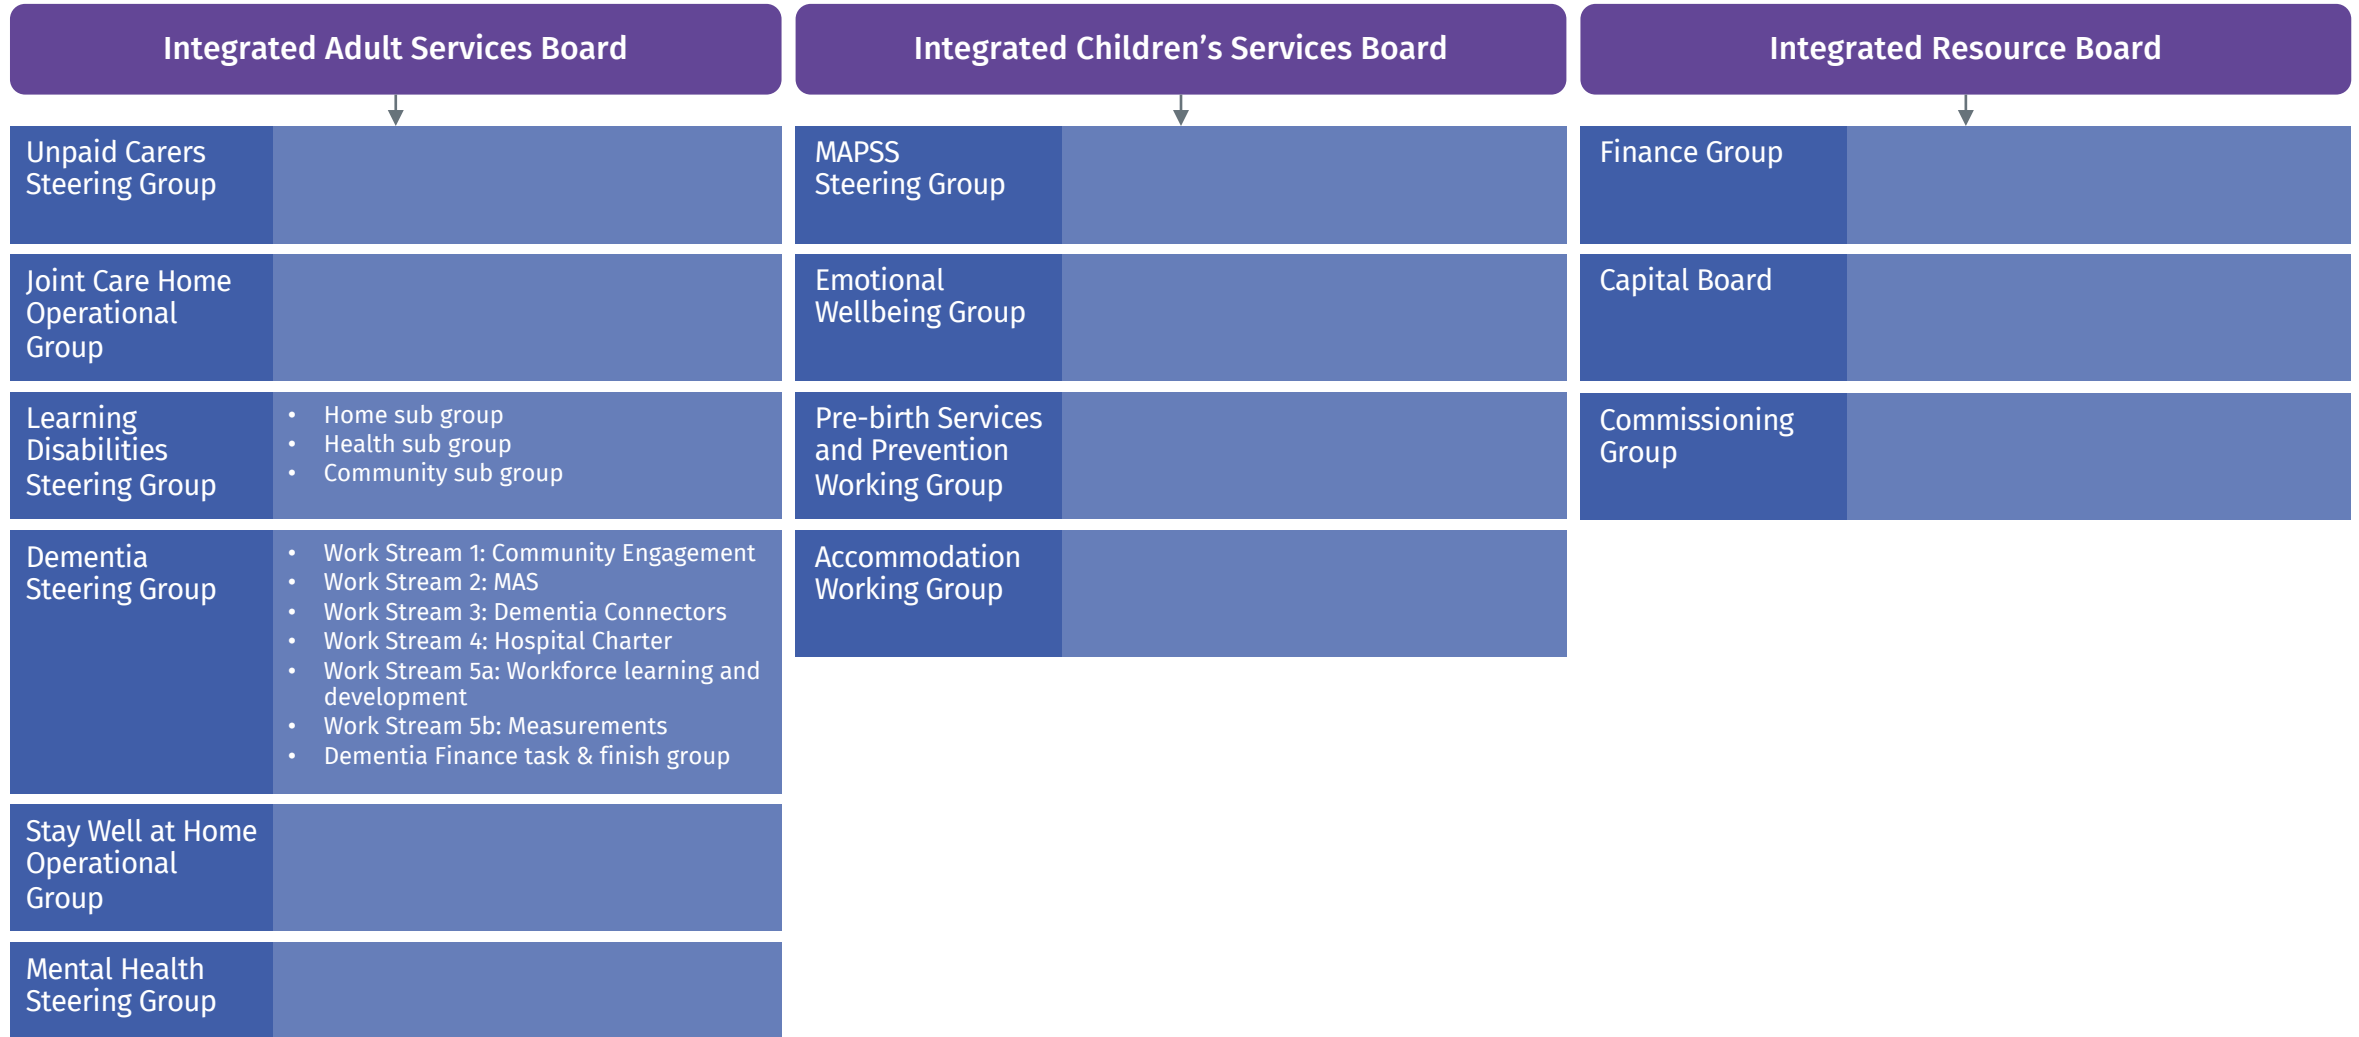 Integrated Adult Services Board
Unpaid Carers
Steering Group
Joint Care Home
Operational
Group
Learning
Disabilities
Steering Group
• Home sub group
• Health sub group
• Community sub group
Dementia
Steering Group
• Work Stream 1: Community Engagement
• Work Stream 2: MAS
• Work Stream 3: Dementia Connectors
• Work Stream 4: Hospital Charter
• Work Stream 5a: Workforce learning and
development
• Work Stream 5b: Measurements
• Dementia Finance task & finish group
Stay Well at Home
Operational
Group
Mental Health
Steering Group
Integrated Children’s Services Board
MAPSS
Steering Group
Emotional
Wellbeing Group
Pre-birth Services
and Prevention
Working Group
Accommodation
Working Group
Integrated Resource Board
Finance Group
Capital Board
Commissioning
Group